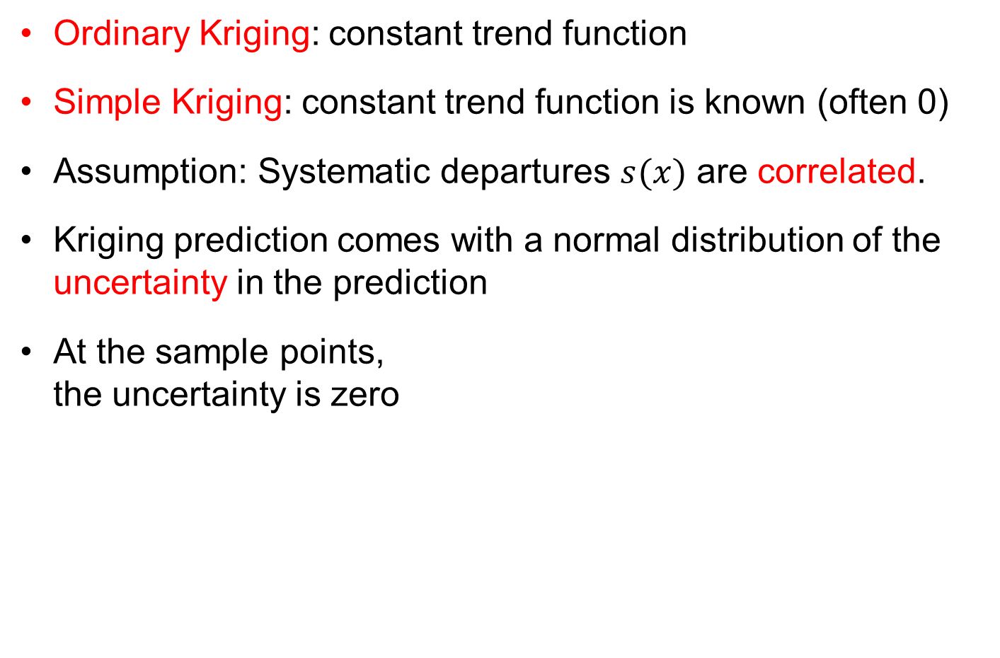 • Ordinary Kriging: constant trend function
• Simple Kriging: constant trend function is known (often 0)
• Assumption: Systematic departures s(x) are correlated.
• Kriging prediction comes with a normal distribution of the
uncertainty in the prediction
• At the sample points,
the uncertainty is zero